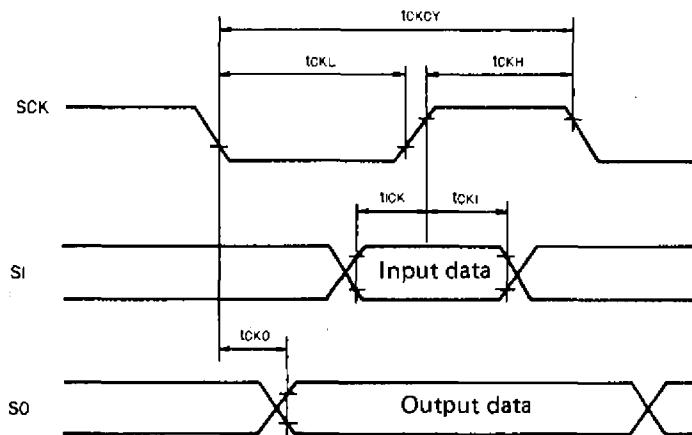 tCKCY
tCKL
tCKH
SCK
tICK
tCKI
SI
Input data
tCKO
SO
Output data